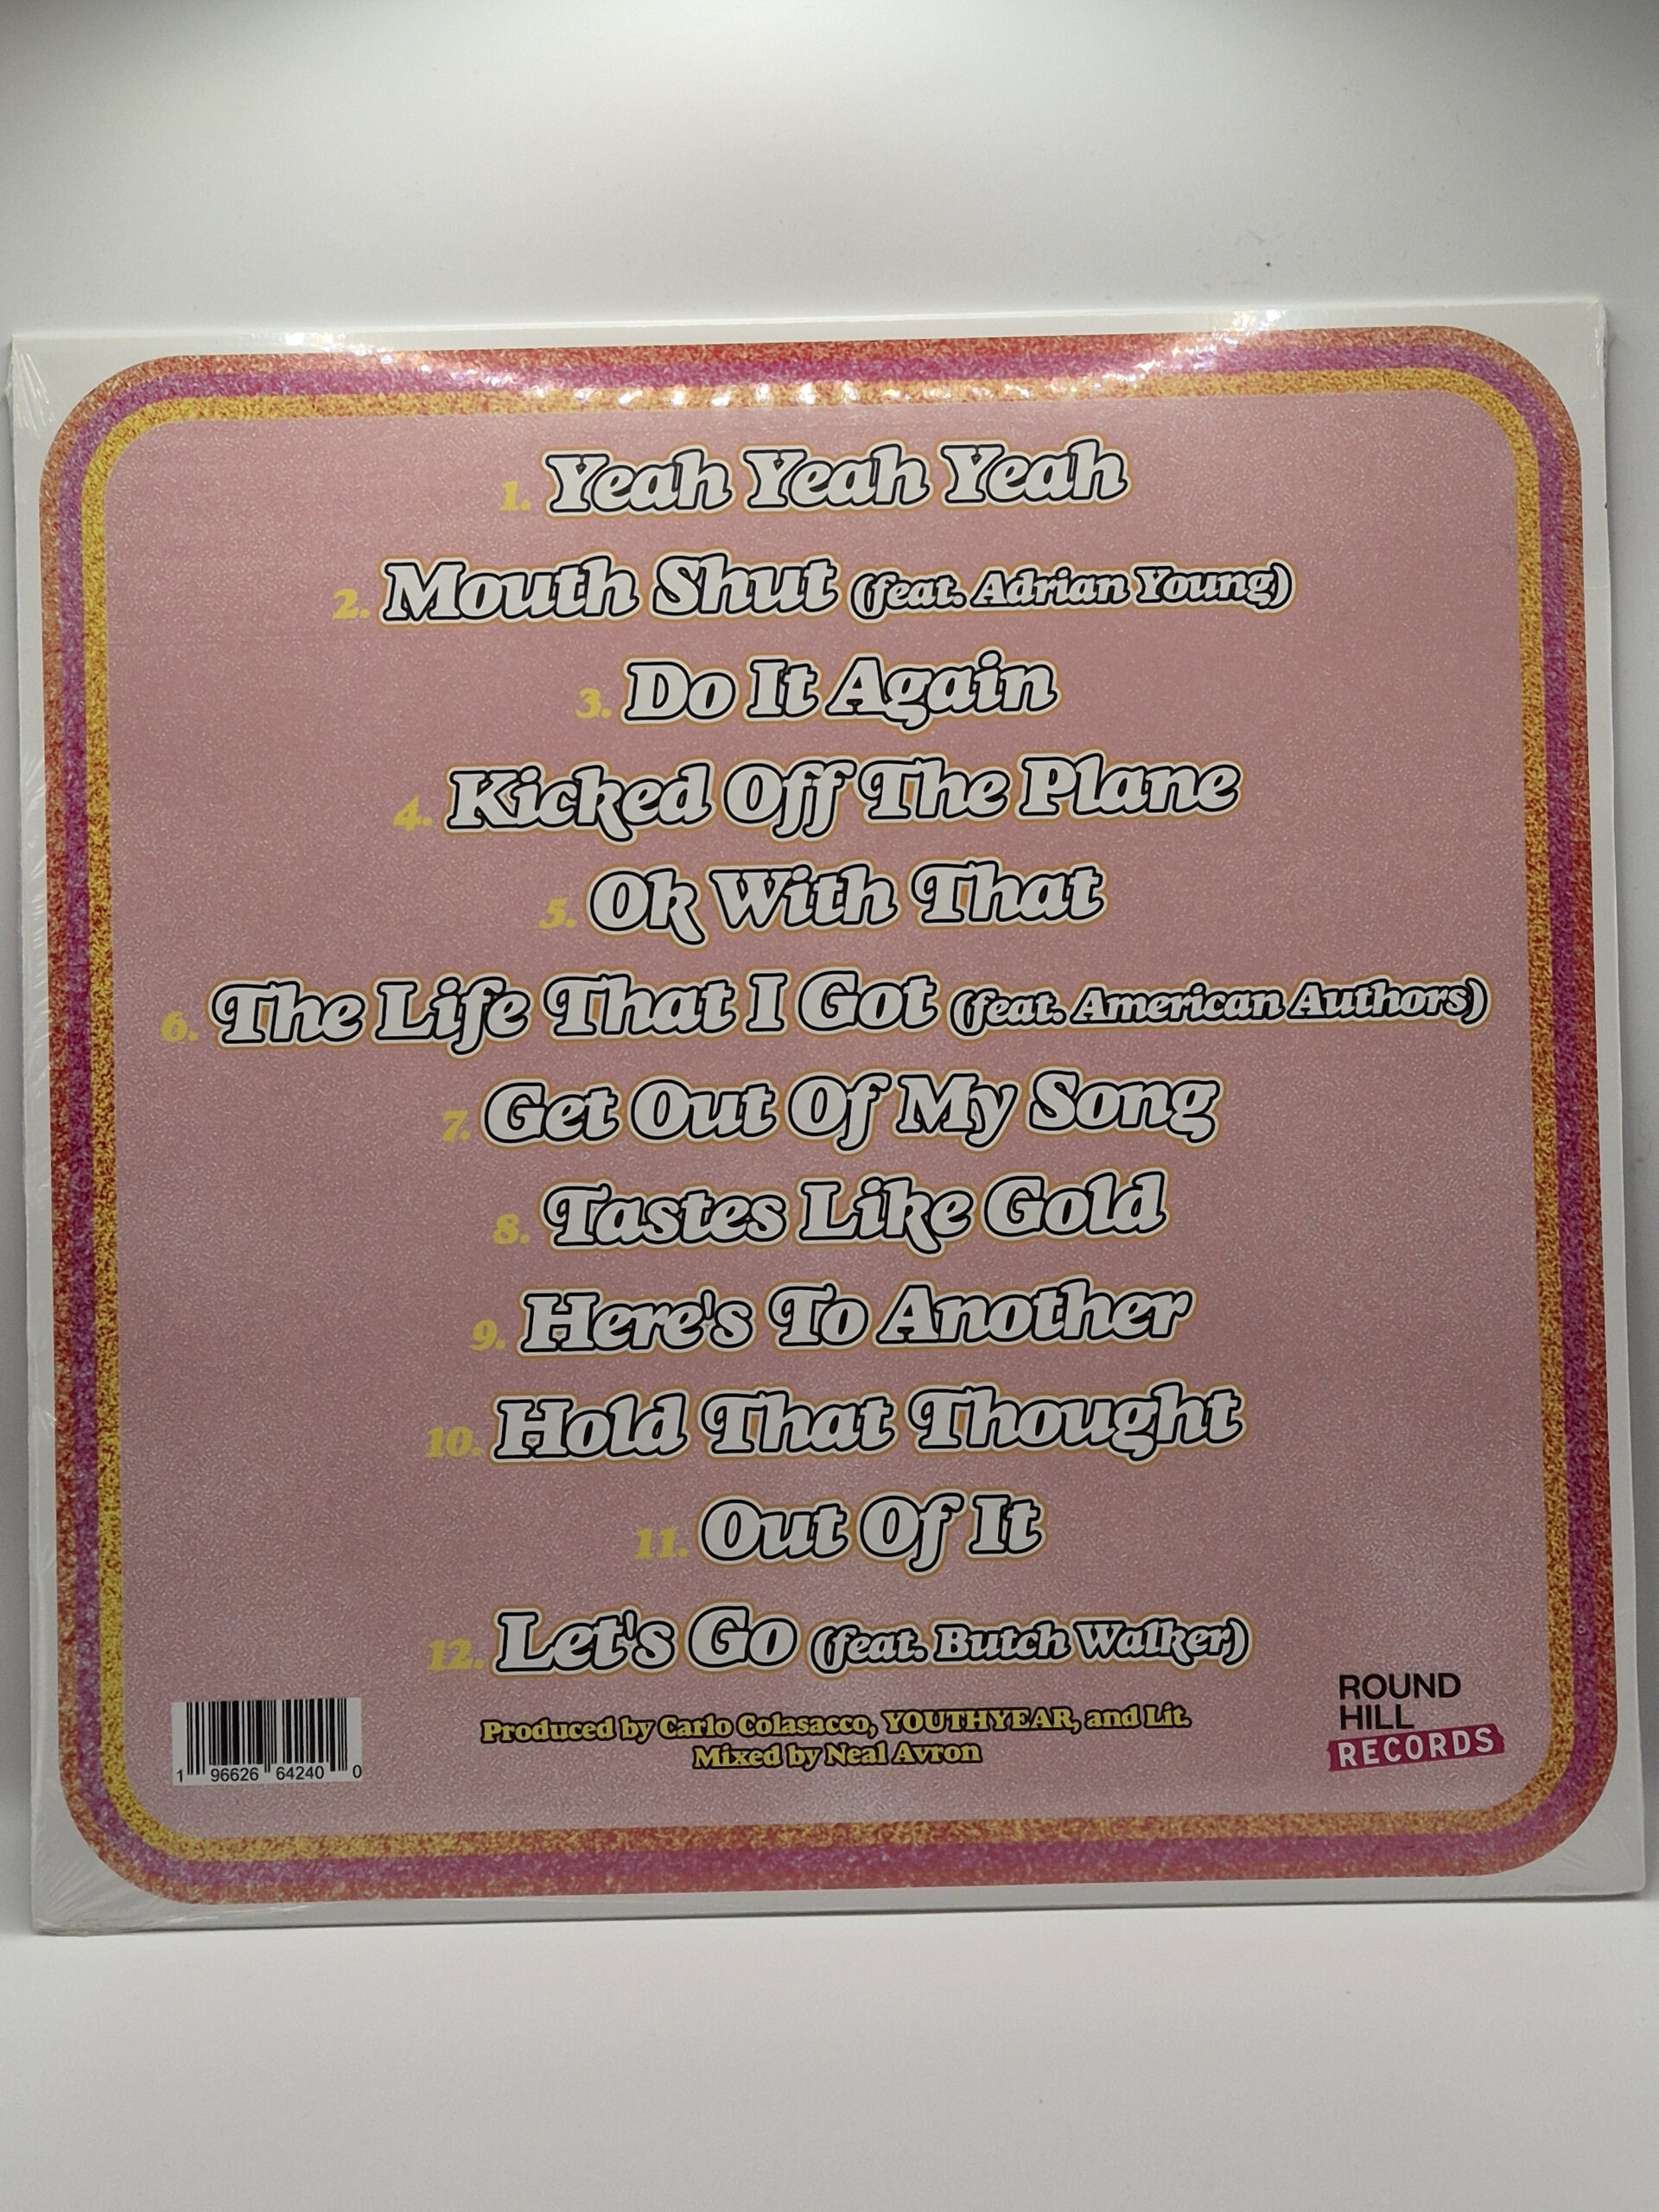 1. Yeah Yeah Yeah
2. Mouth Shut (feat. Adrian Young)
3. Do It Again
4. Kicked Off The Plane
5. Ok With That
6. The Life That I Got (feat. American Authors)
7. Get Out Of My Song
8. Tastes Like Gold
9. Here's To Another
10. Hold That Thought
11. Out Of It
12. Let's Go (feat. Butch Walker)
Produced by Carlo Colasacco, YOUTHYEAR, and Lit.
Mixed by Neal Avron
1 96626 64240 0
ROUND
HILL
RECORDS